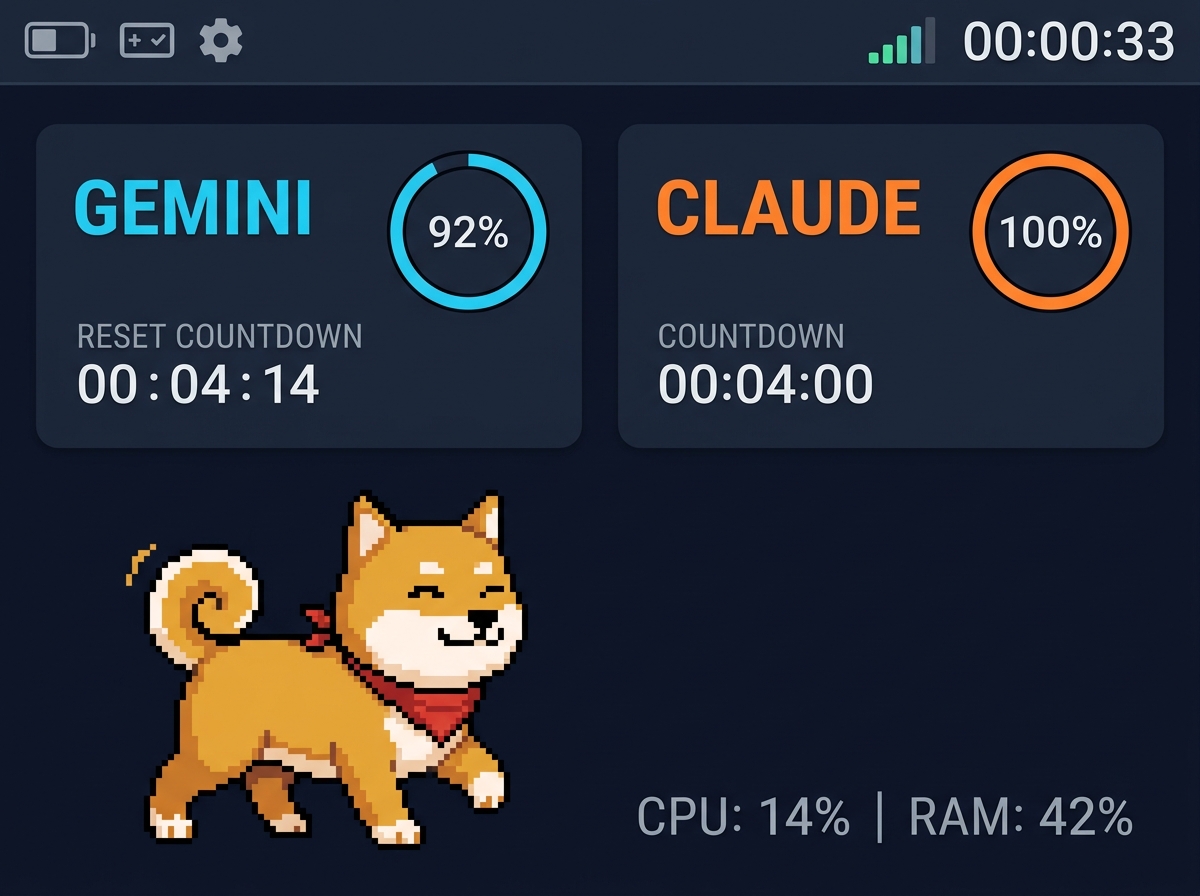 00:00:33
GEMINI
92%
RESET COUNTDOWN
00:04:14
CLAUDE
100%
COUNTDOWN
00:04:00
CPU: 14% | RAM: 42%